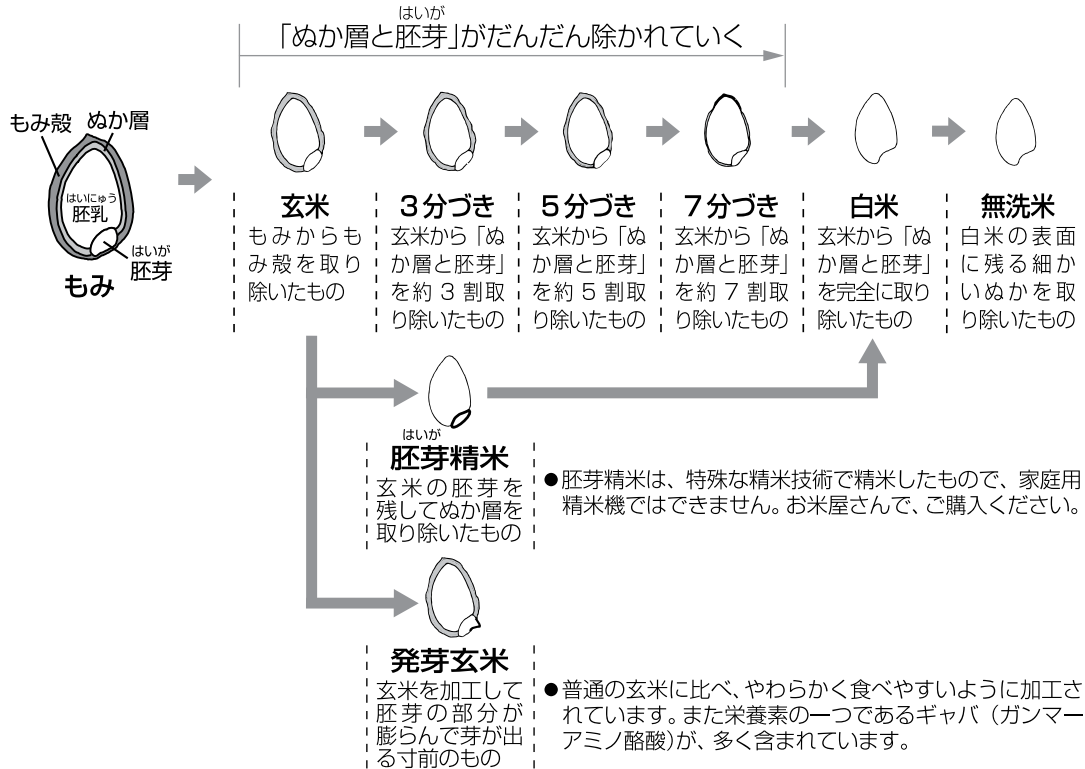 はいが
「ぬか層と胚芽」がだんだん除かれていく
もみ殻
ぬか層
はいにゅう
胚乳
はいが
胚芽
もみ
玄米
もみからも
み殻を取り
除いたもの
3分づき
玄米から「ぬ
か層と胚芽」
を約3割取
り除いたもの
5分づき
玄米から「ぬ
か層と胚芽」
を約5割取
り除いたもの
7分づき
玄米から「ぬ
か層と胚芽」
を約7割取
り除いたもの
白米
玄米から「ぬ
か層と胚芽」
を完全に取り
除いたもの
無洗米
白米の表面
に残る細か
いぬかを取
り除いたもの
はいが
胚芽精米
玄米の胚芽を
残してぬか層を
取り除いたもの
●胚芽精米は、特殊な精米技術で精米したもので、家庭用
精米機ではできません。お米屋さんで、ご購入ください。
発芽玄米
玄米を加工して
胚芽の部分が
膨らんで芽が出
る寸前のもの
●普通の玄米に比べ、やわらかく食べやすいように加工さ
れています。また栄養素の一つであるギャバ（ガンマー
アミノ酪酸）が、多く含まれています。